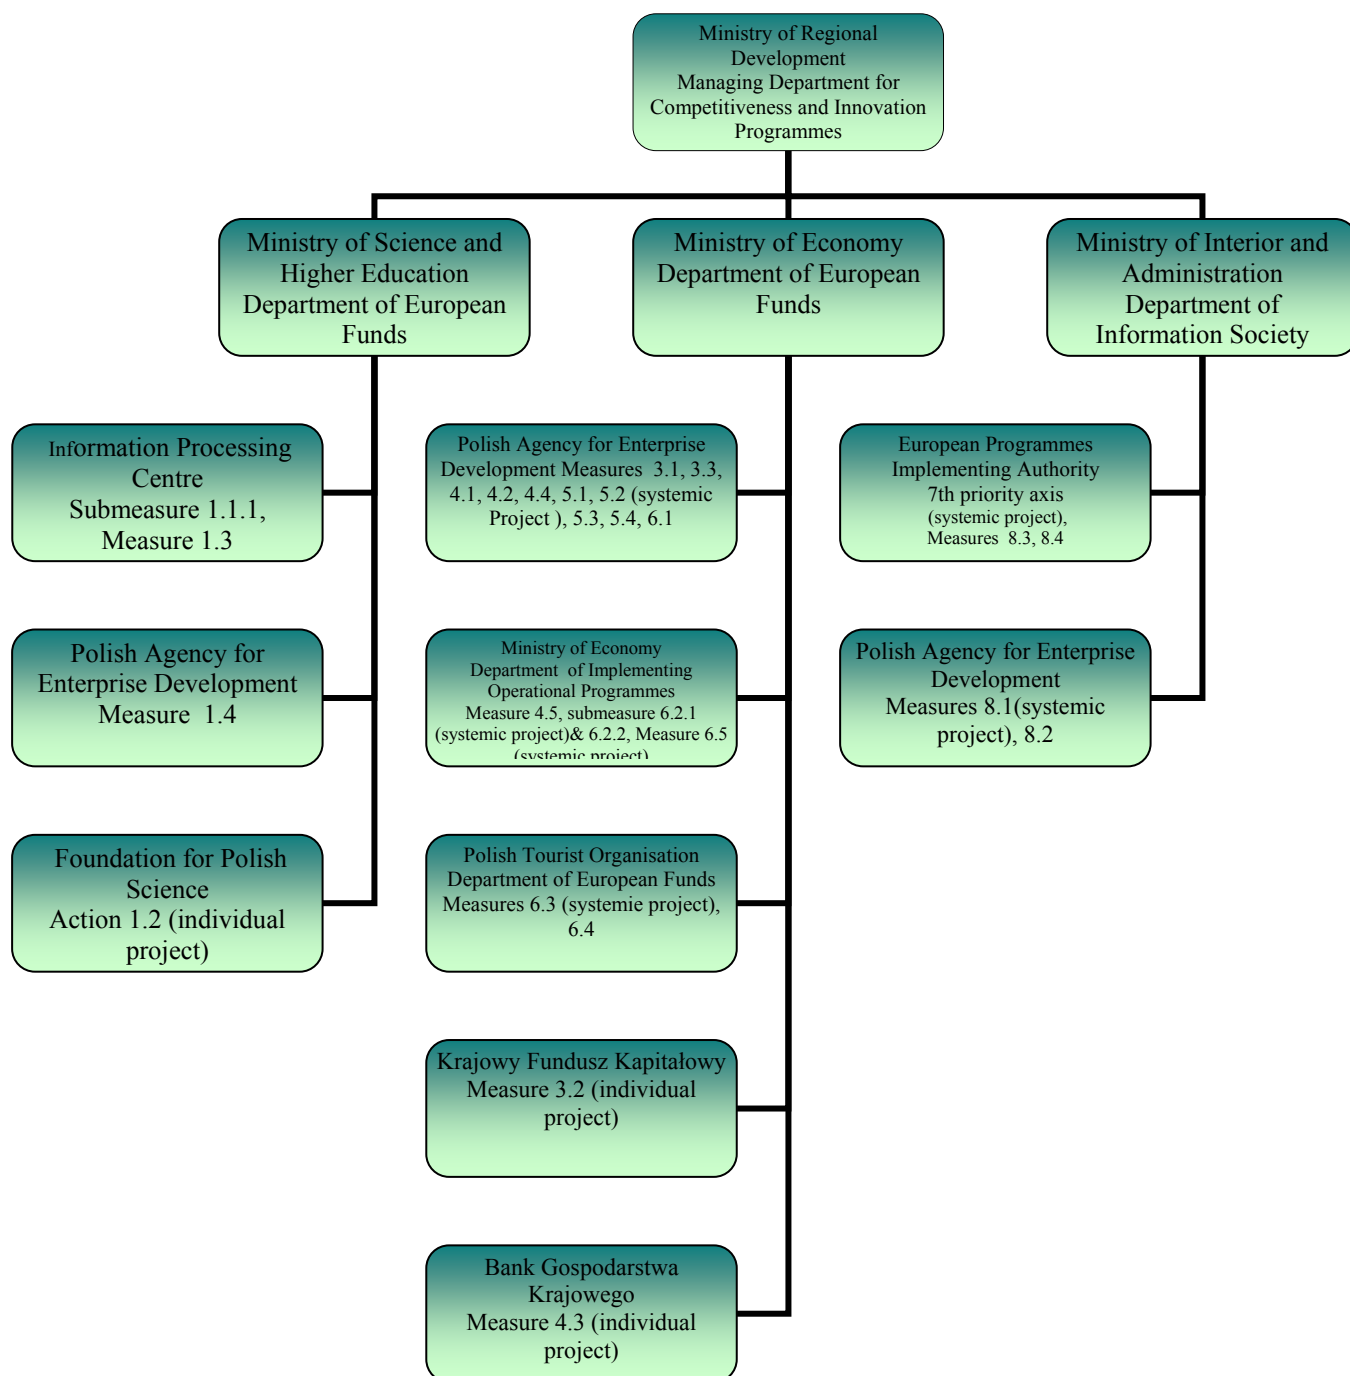 Ministry of Regional
Development
Managing Department for
Competitiveness and Innovation
Programmes
Ministry of Science and
Higher Education
Department of European
Funds
Ministry of Economy
Department of European
Funds
Ministry of Interior and
Administration
Department of
Information Society
Information Processing
Centre
Submeasure 1.1.1,
Measure 1.3
Polish Agency for Enterprise
Development Measures 3.1, 3.3,
4.1, 4.2, 4.4, 5.1, 5.2 (systemic
Project ), 5.3, 5.4, 6.1
European Programmes
Implementing Authority
7th priority axis
(systemic project),
Measures 8.3, 8.4
Polish Agency for
Enterprise Development
Measure 1.4
Ministry of Economy
Department of Implementing
Operational Programmes
Measure 4.5, submeasure 6.2.1
(systemic project)& 6.2.2, Measure 6.5
(systemic project)
Polish Agency for Enterprise
Development
Measures 8.1(systemic
project), 8.2
Foundation for Polish
Science
Action 1.2 (individual
project)
Polish Tourist Organisation
Department of European Funds
Measures 6.3 (systemie project),
6.4
Krajowy Fundusz Kapitałowy
Measure 3.2 (individual
project)
Bank Gospodarstwa
Krajowego
Measure 4.3 (individual
project)